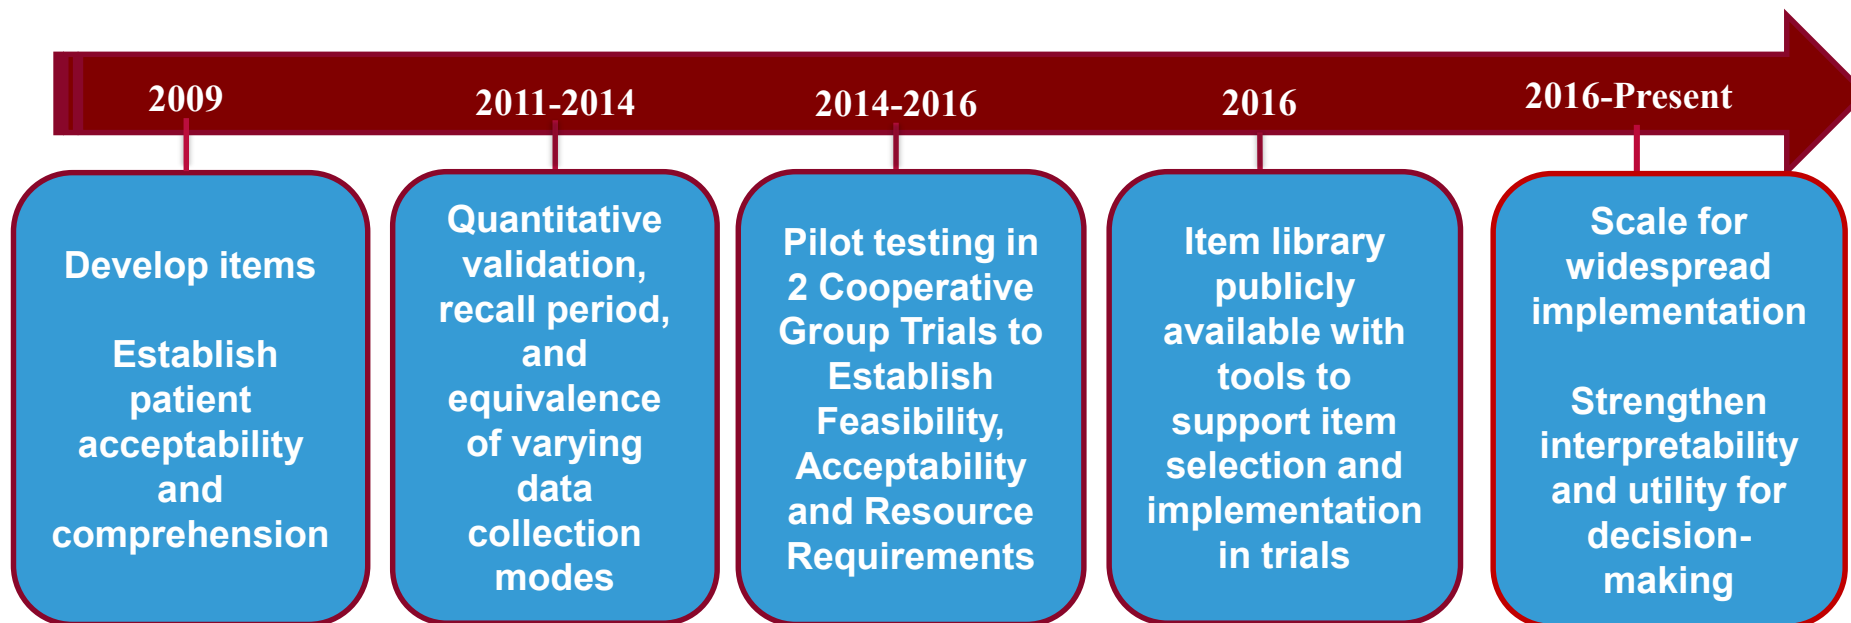 2009
2011-2014
2014-2016
2016
2016-Present
Develop items
Establish
patient
acceptability
and
comprehension
Quantitative
validation,
recall period,
and
equivalence
of varying
data
collection
modes
Pilot testing in
2 Cooperative
Group Trials to
Establish
Feasibility,
Acceptability
and Resource
Requirements
Item library
publicly
available with
tools to
support item
selection and
implementation
in trials
Scale for
widespread
implementation
Strengthen
interpretability
and utility for
decision-
making